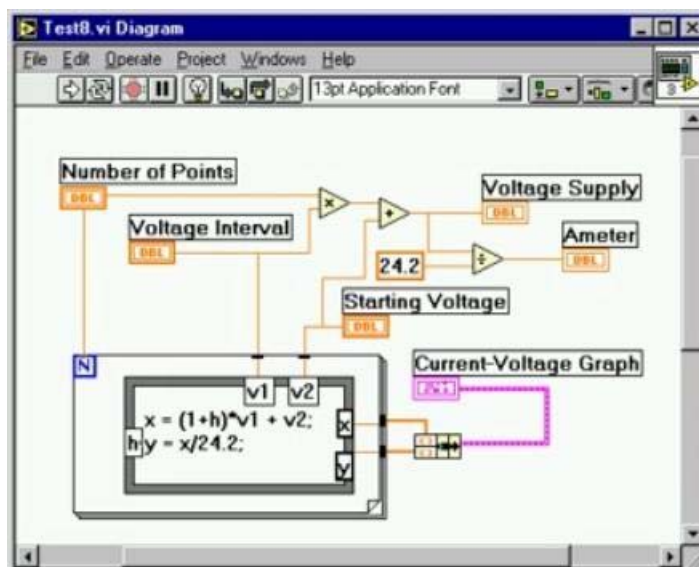 Test8.vi Diagram
File Edit Operate Project Windows Help
13pt Application Font
3
Number of Points
DBL
Voltage Interval
DBL
x
+
Voltage Supply
DBL
Ameter
DBL
24.2
÷
Starting Voltage
DBL
N
Current-Voltage Graph
v1 v2
x = (1+h)*v1 + v2;
y = x/24.2;
h
x
y